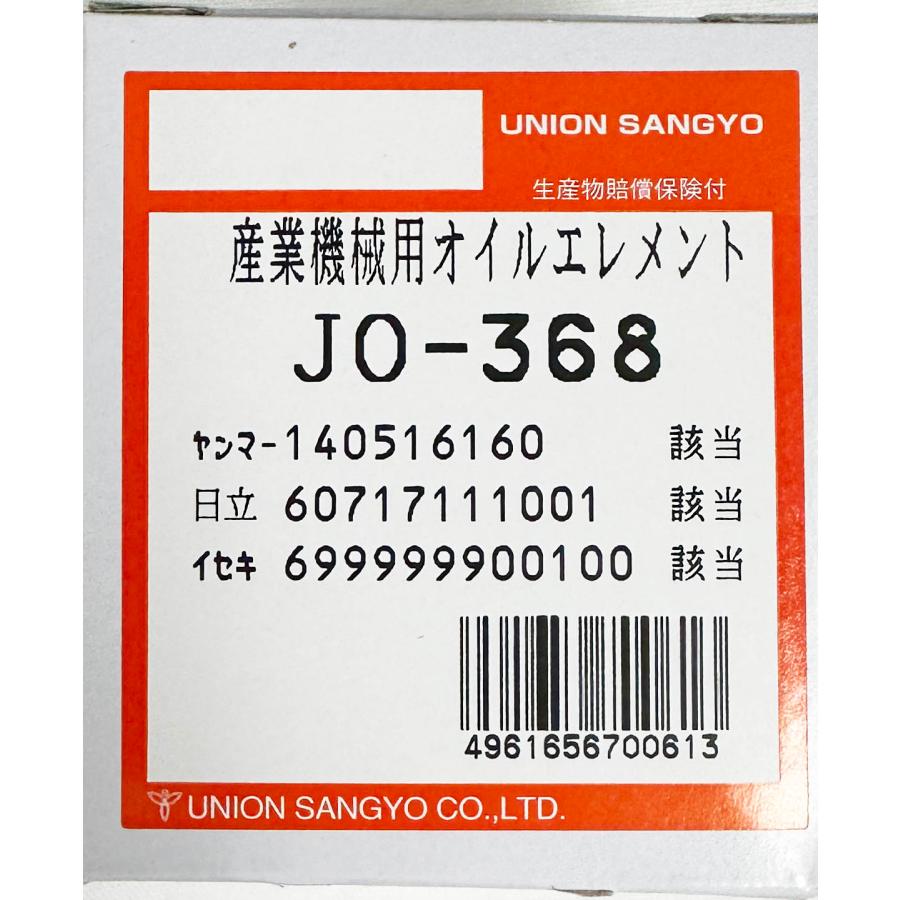 UNION SANGYO
生産物賠償保険付
産業機械用オイルエレメント
JO-368
ヤンマー140516160 該当
日立 60717111001 該当
イセキ 699999900100 該当
4961656700613
UNION SANGYO CO.,LTD.